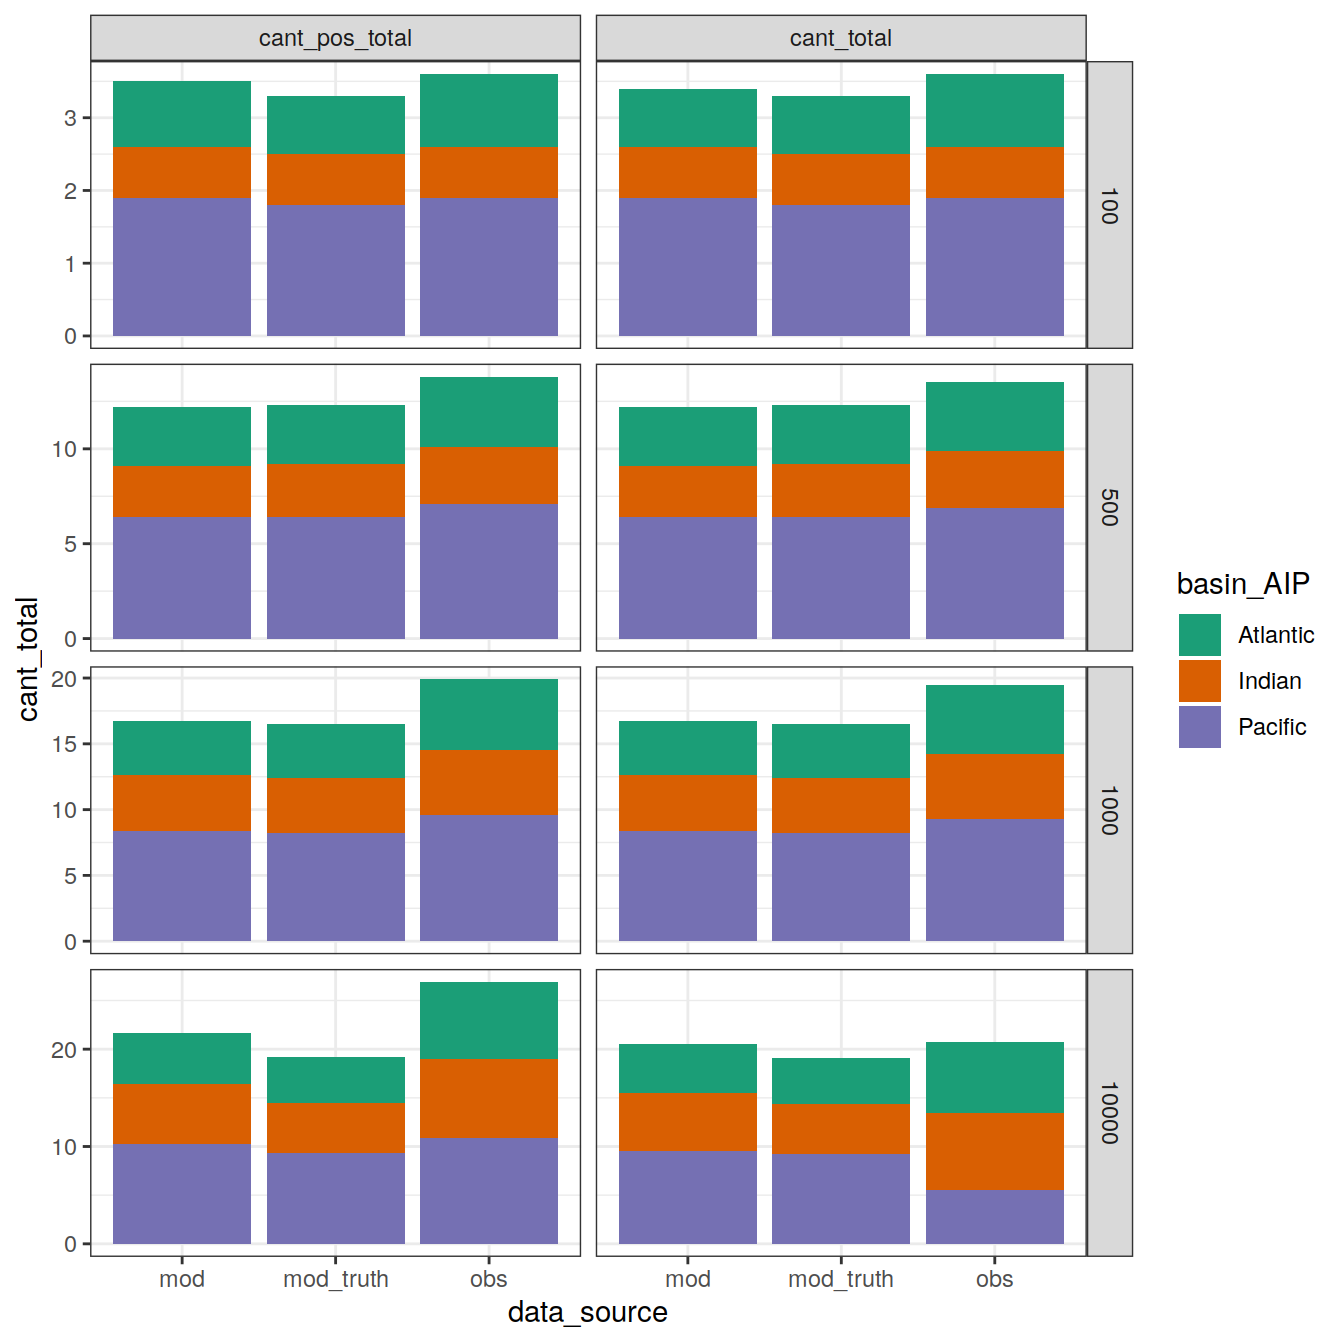 cant_pos_total
cant_total
3
2
1
0
100
10
5
0
500
20
15
10
5
0
1000
20
10
0
10000
mod
mod_truth
obs
mod
mod_truth
obs
data_source
cant_total
basin_AIP
Atlantic
Indian
Pacific